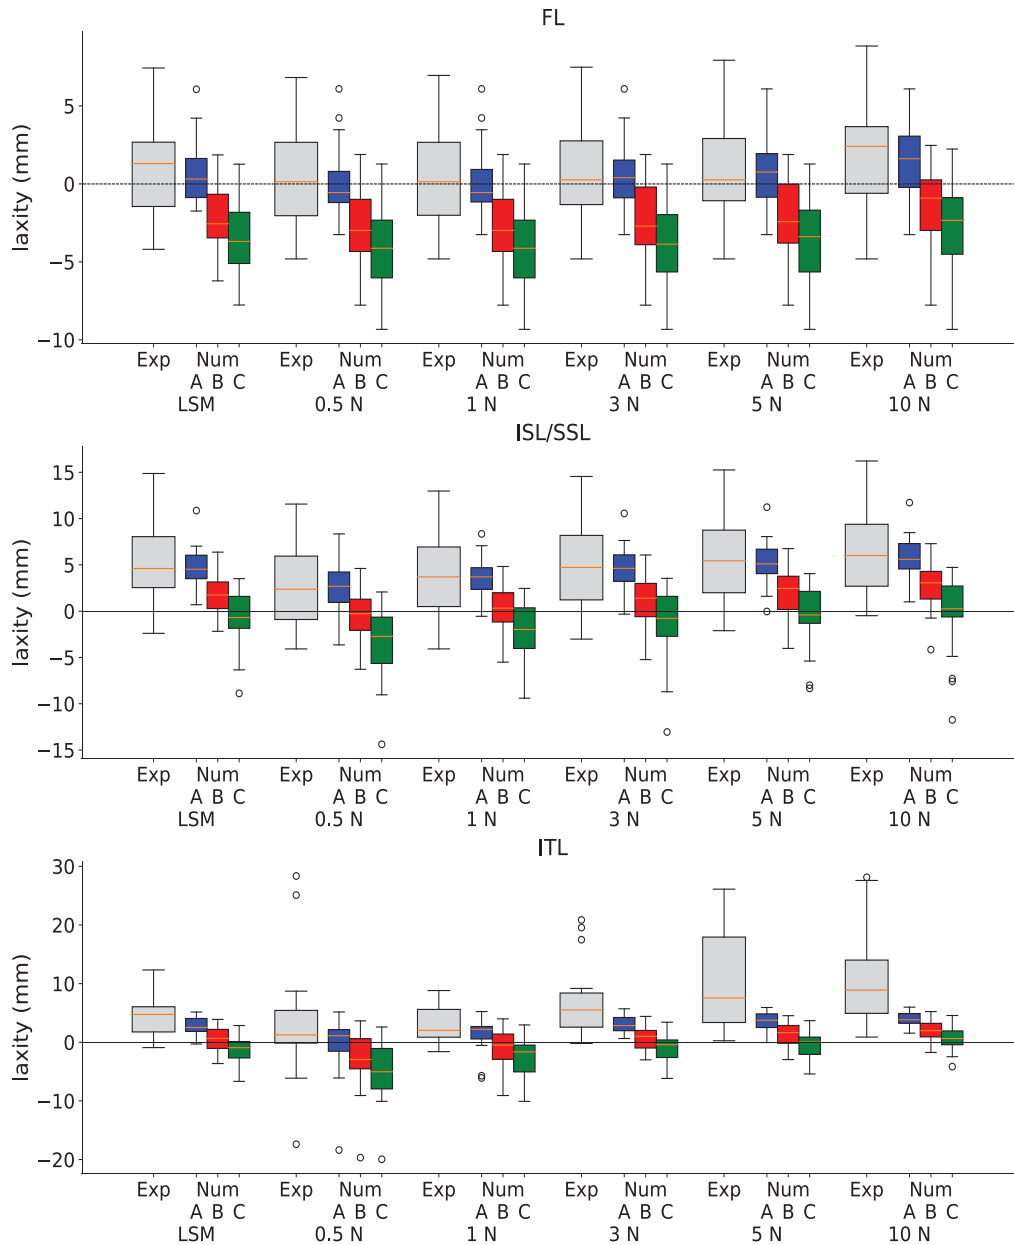 FL
laxity (mm)
5
0
−5
−10
Exp Num Exp Num Exp Num Exp Num Exp Num Exp Num
A B C A B C A B C A B C A B C A B C
LSM 0.5 N 1 N 3 N 5 N 10 N
ISL/SSL
laxity (mm)
15
10
5
0
−5
−10
−15
Exp Num Exp Num Exp Num Exp Num Exp Num Exp Num
A B C A B C A B C A B C A B C A B C
LSM 0.5 N 1 N 3 N 5 N 10 N
ITL
laxity (mm)
30
20
10
0
−10
−20
Exp Num Exp Num Exp Num Exp Num Exp Num Exp Num
A B C A B C A B C A B C A B C A B C
LSM 0.5 N 1 N 3 N 5 N 10 N